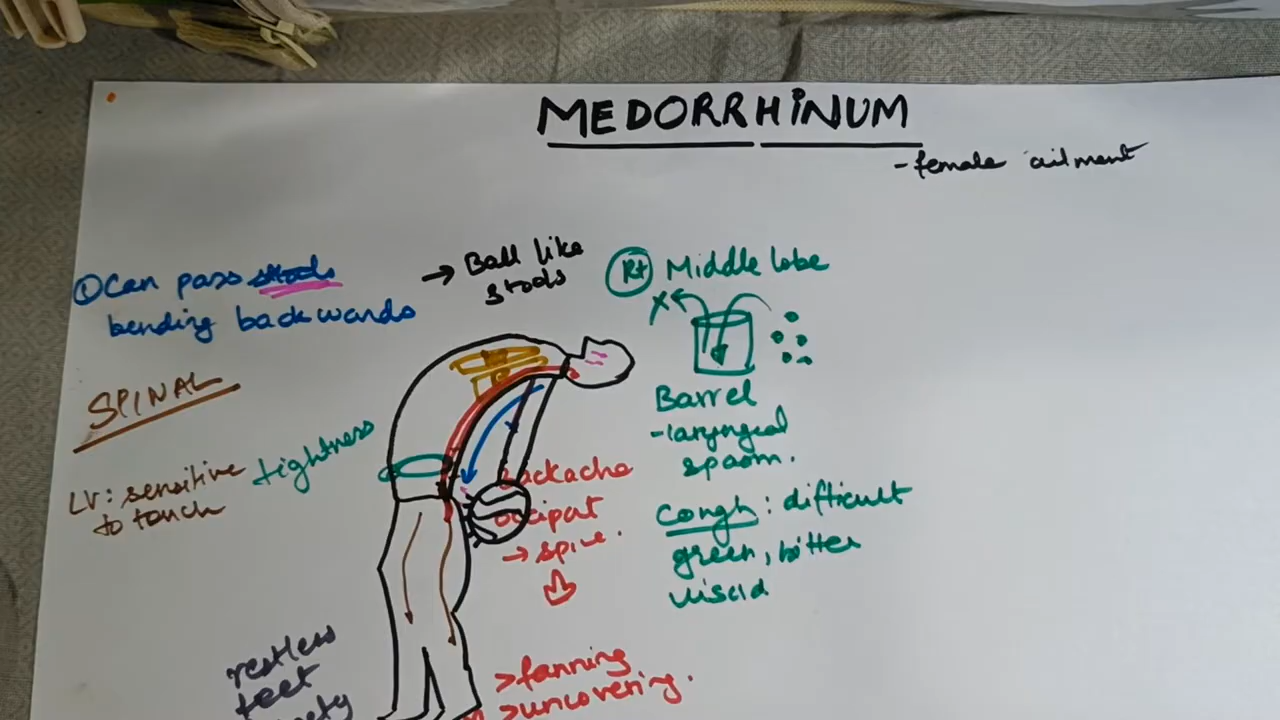 MEDORRHINUM
-female ailment
① Can pass stools
bending backwards
→ Ball like
stools
Rt Middle lobe
Barrel
-laryngeal
spasm.
Cough: difficult
green, bitter
viscid
SPINAL
LV: sensitive
to touch
tightness
backache
occiput
→ spine.
restless
feet
>fanning
>uncovering.